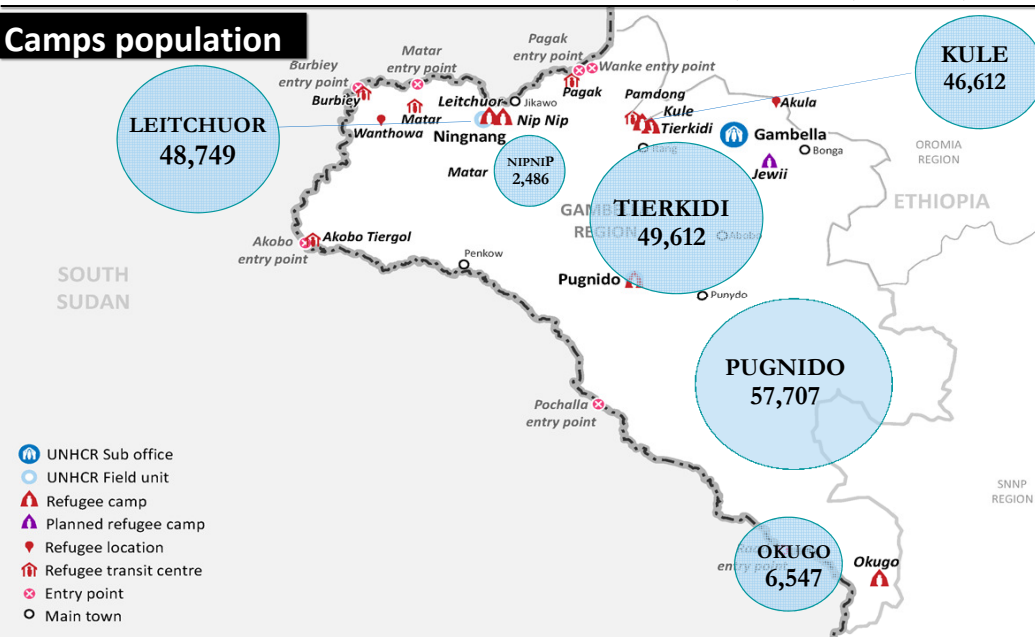 Camps population
Pagak
entry point
Matar
entry point
Burbiey
entry point
Wanke entry point
KULE
46,612
Burbiey
Pagak
Pamdong
Leitchuor
Jikawo
Akula
Matar
Nip Nip
Kule
LEITCHUOR
48,749
Wanthowa
Tierkidi
Gambella
Ningnang
Itang
Bonga
OROMIA
REGION
NIPNIP
2,486
Matar
Jewii
TIERKIDI
49,612
GAMBELLA
REGION
ETHIOPIA
Abobo
Akobo
entry point
Akobo Tiergol
Penkow
SOUTH
SUDAN
Pugnido
Punydo
PUGNIDO
57,707
Pochalla
entry point
UNHCR Sub office
UNHCR Field unit
Refugee camp
Planned refugee camp
Refugee location
Refugee transit centre
Entry point
Main town
SNNP
REGION
OKUGO
6,547
entry point
Okugo